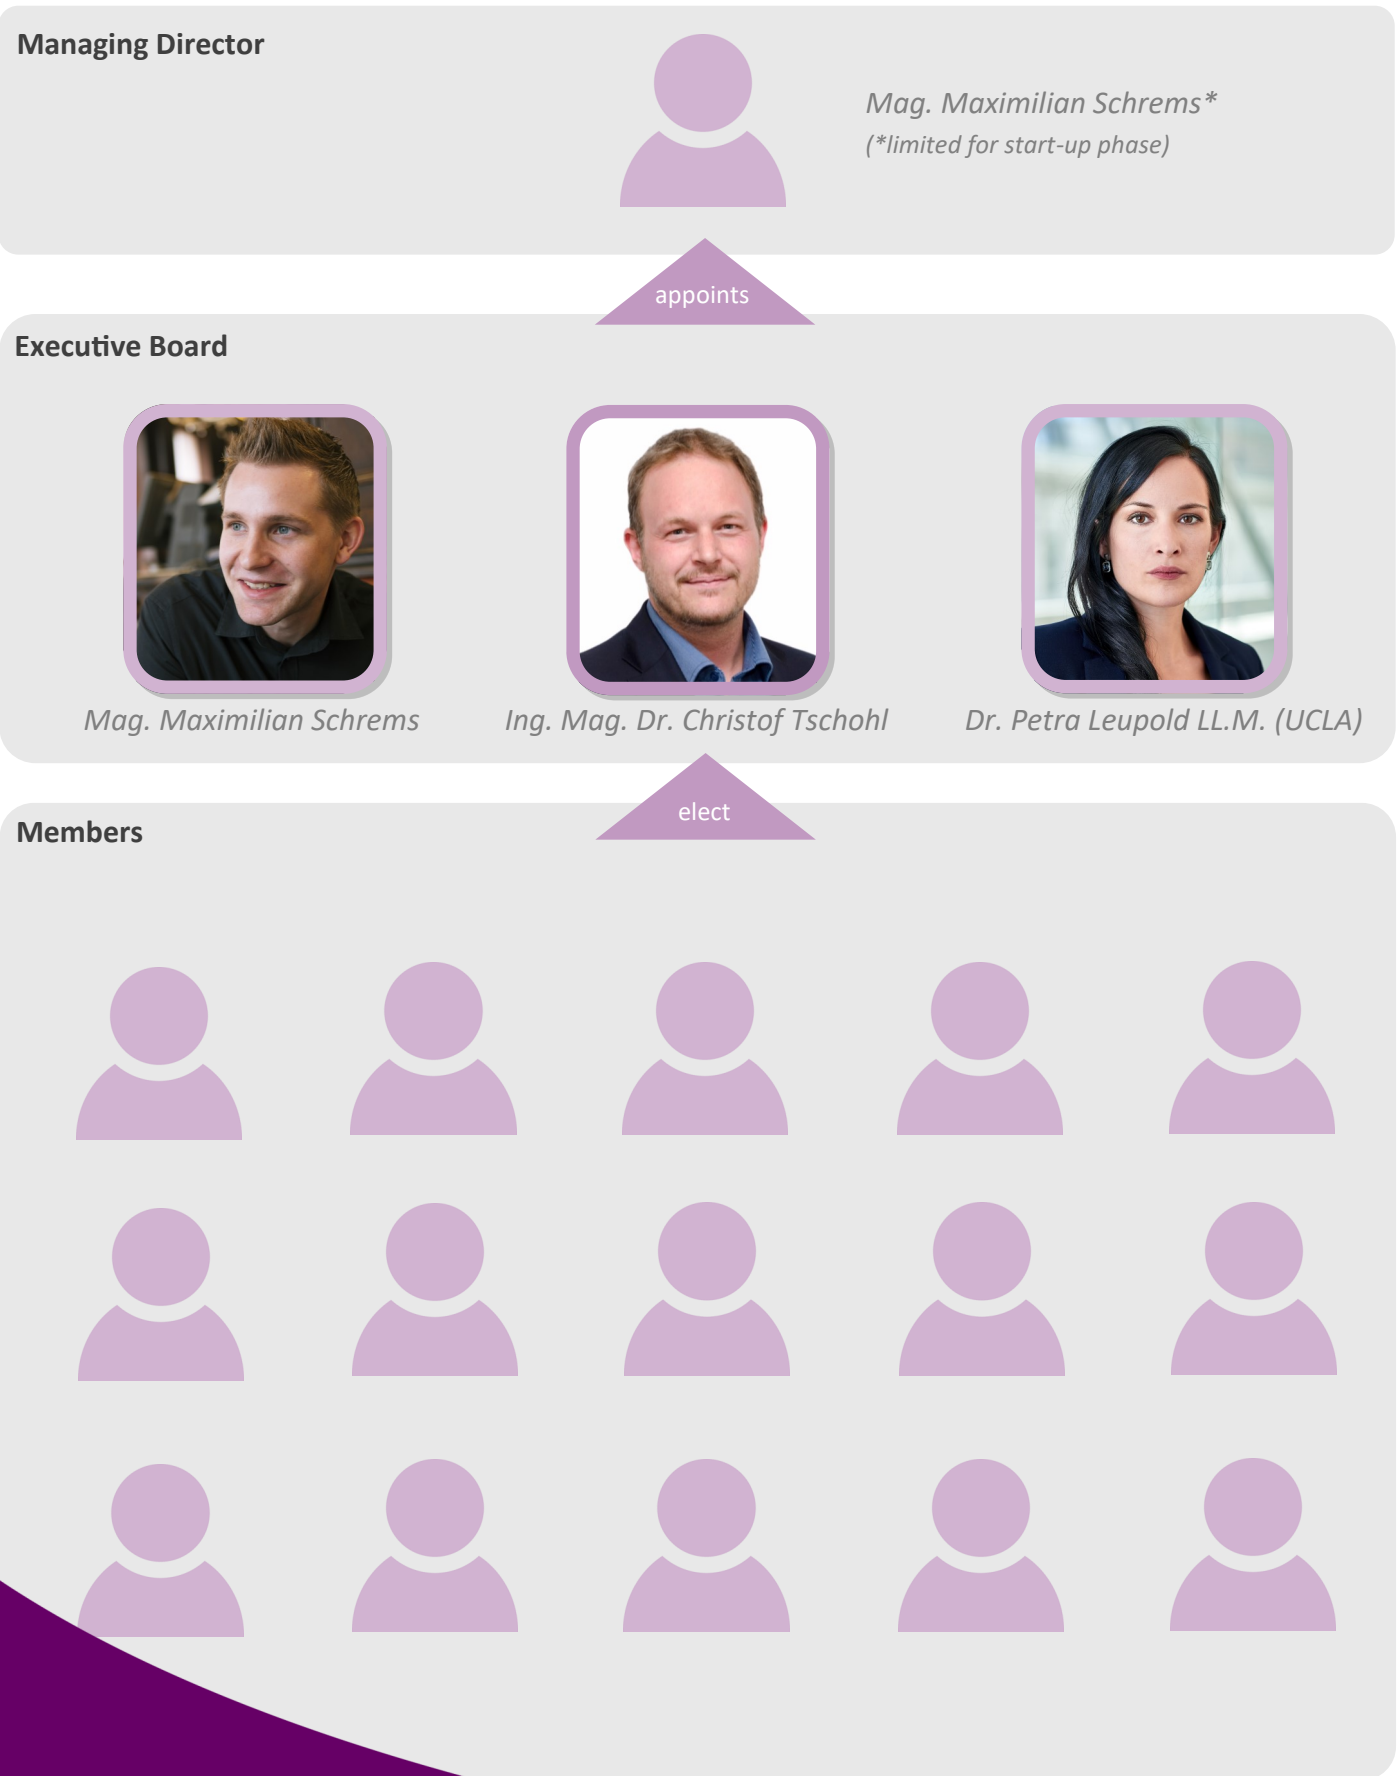 Managing Director
Mag. Maximilian Schrems*
(*limited for start-up phase)
appoints
Executive Board
Mag. Maximilian Schrems
Ing. Mag. Dr. Christof Tschohl
Dr. Petra Leupold LL.M. (UCLA)
elect
Members